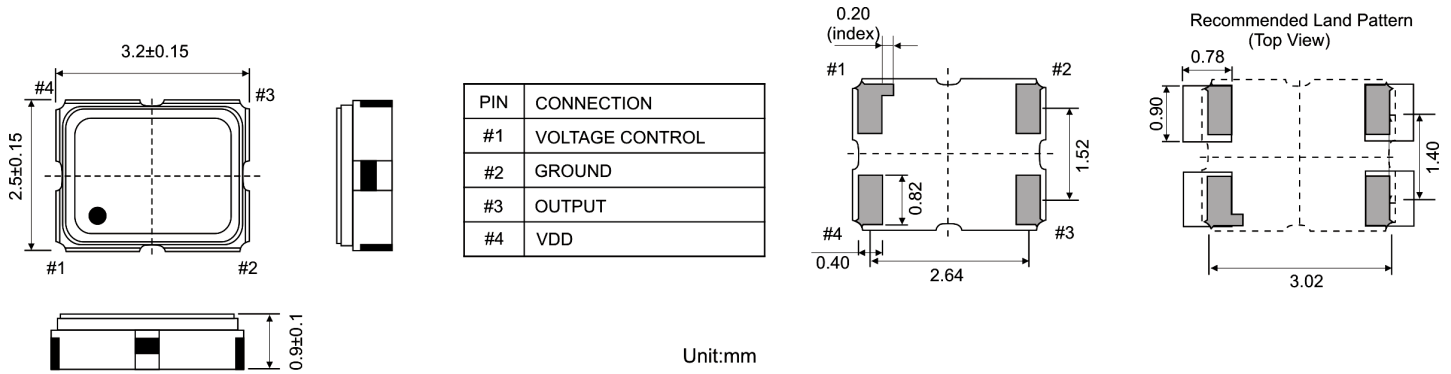 3.2±0.15
#4
#3
2.5±0.15
#1
#2
0.9±0.1
PIN CONNECTION
#1 VOLTAGE CONTROL
#2 GROUND
#3 OUTPUT
#4 VDD
Unit:mm
0.20
(index)
#1
#2
1.52
0.82
#4
#3
0.40
2.64
Recommended Land Pattern
(Top View)
0.78
0.90
1.40
3.02